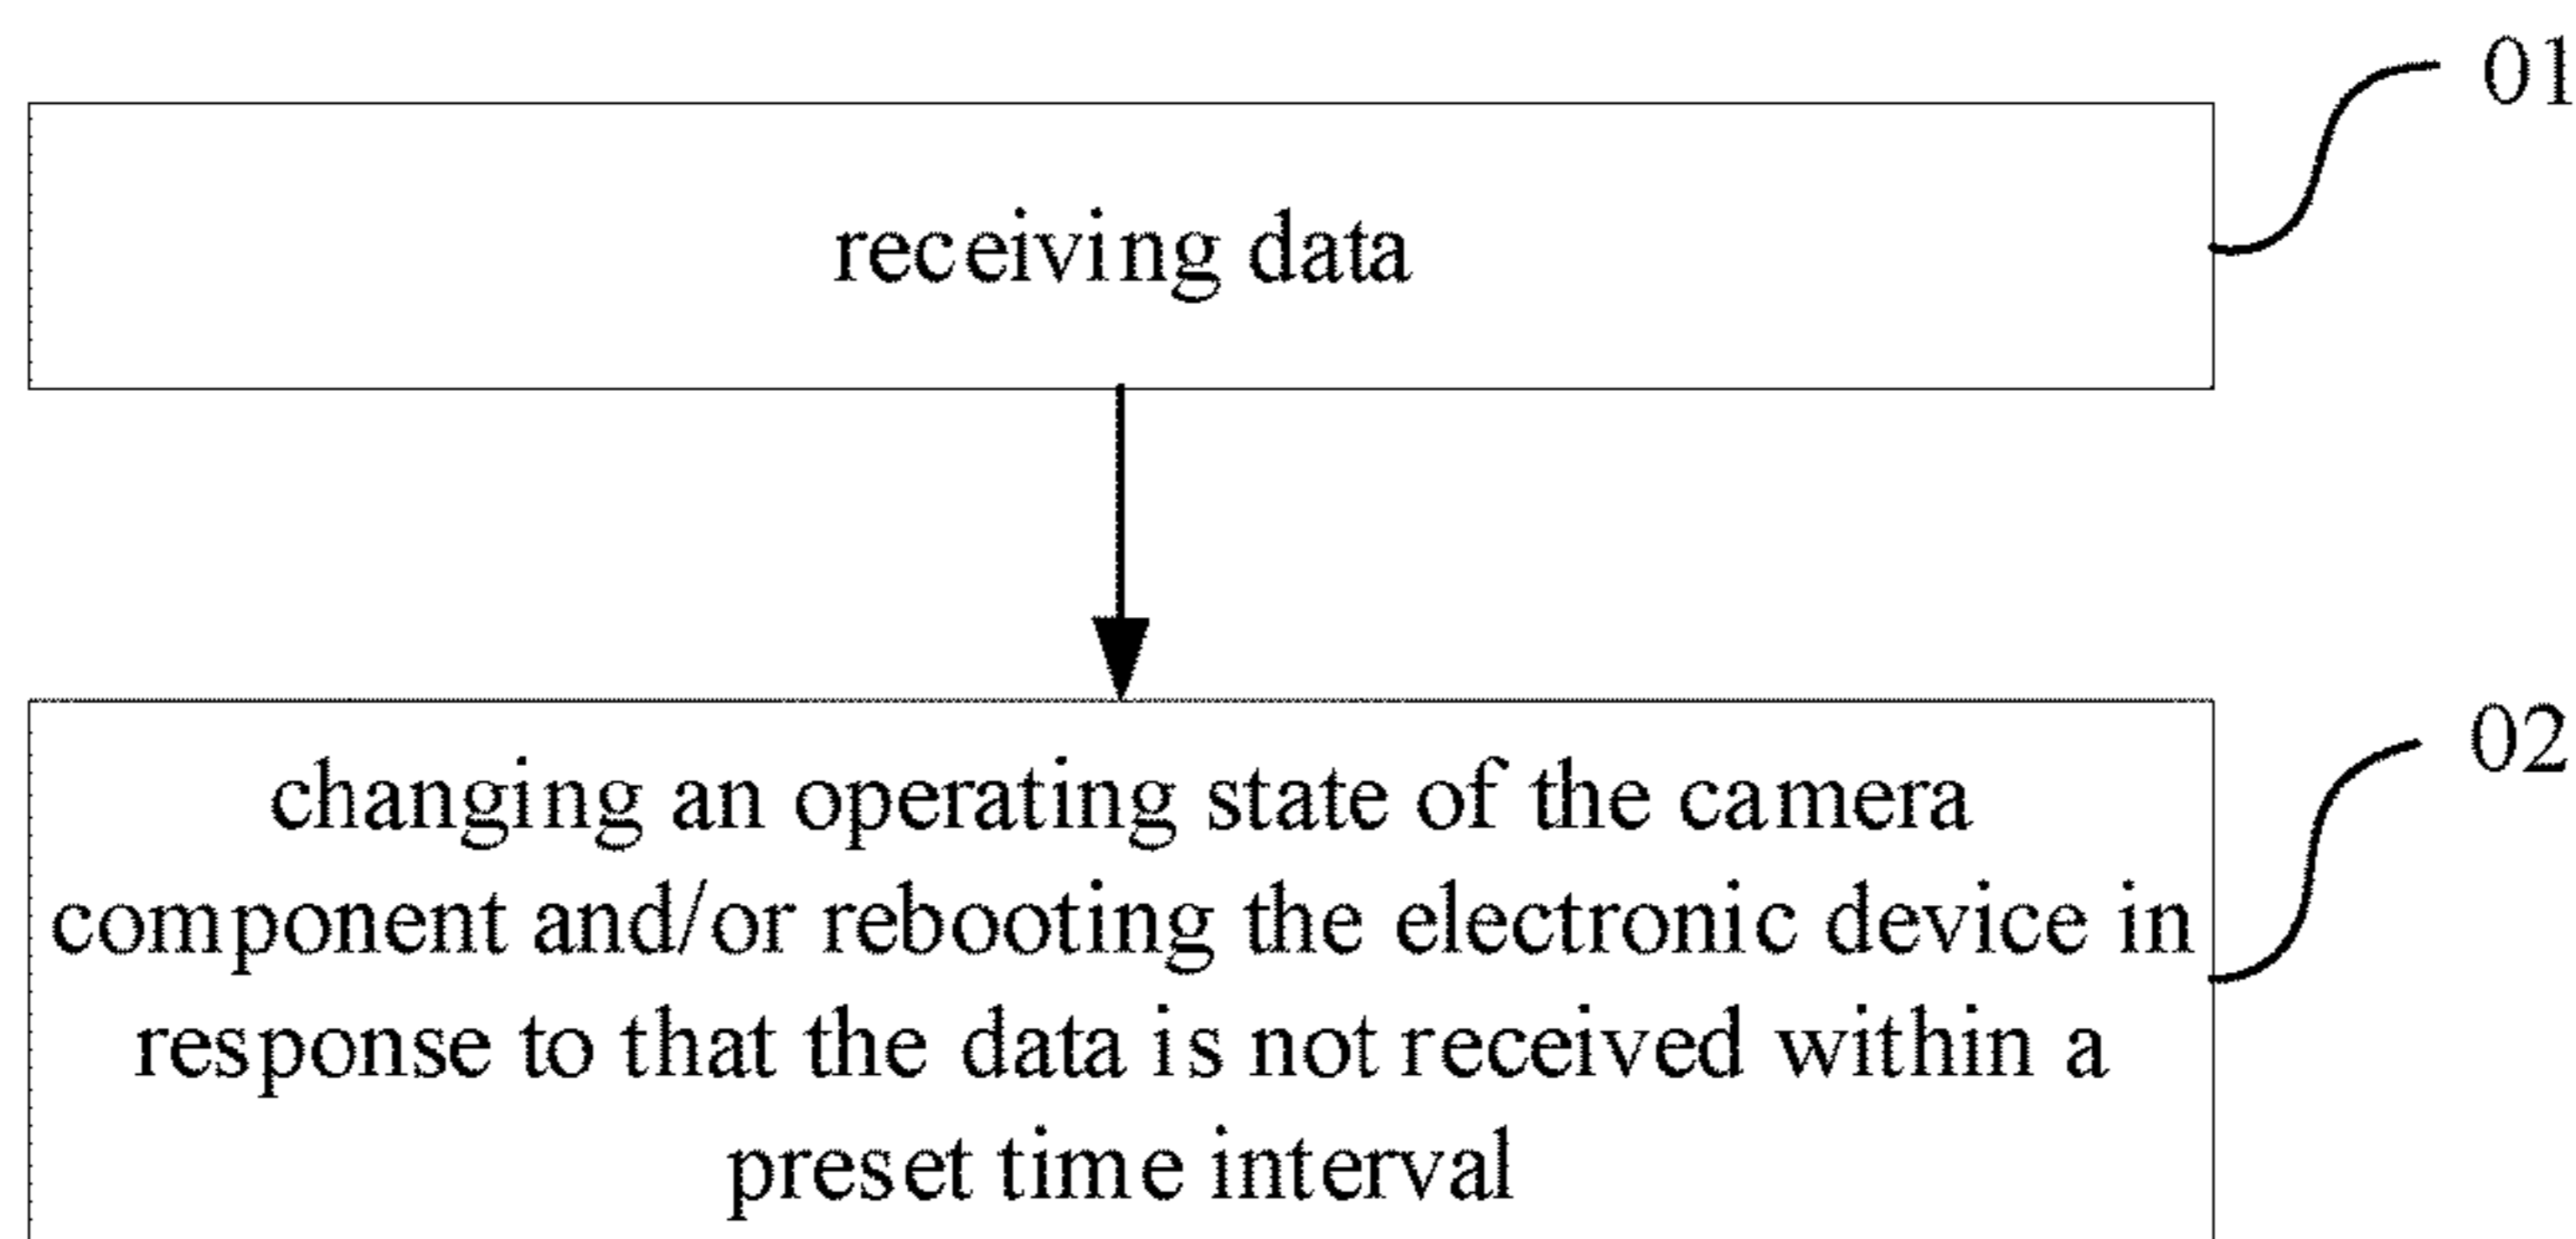 01
receiving data
02
changing an operating state of the camera
component and/or rebooting the electronic device in
response to that the data is not received within a
preset time interval